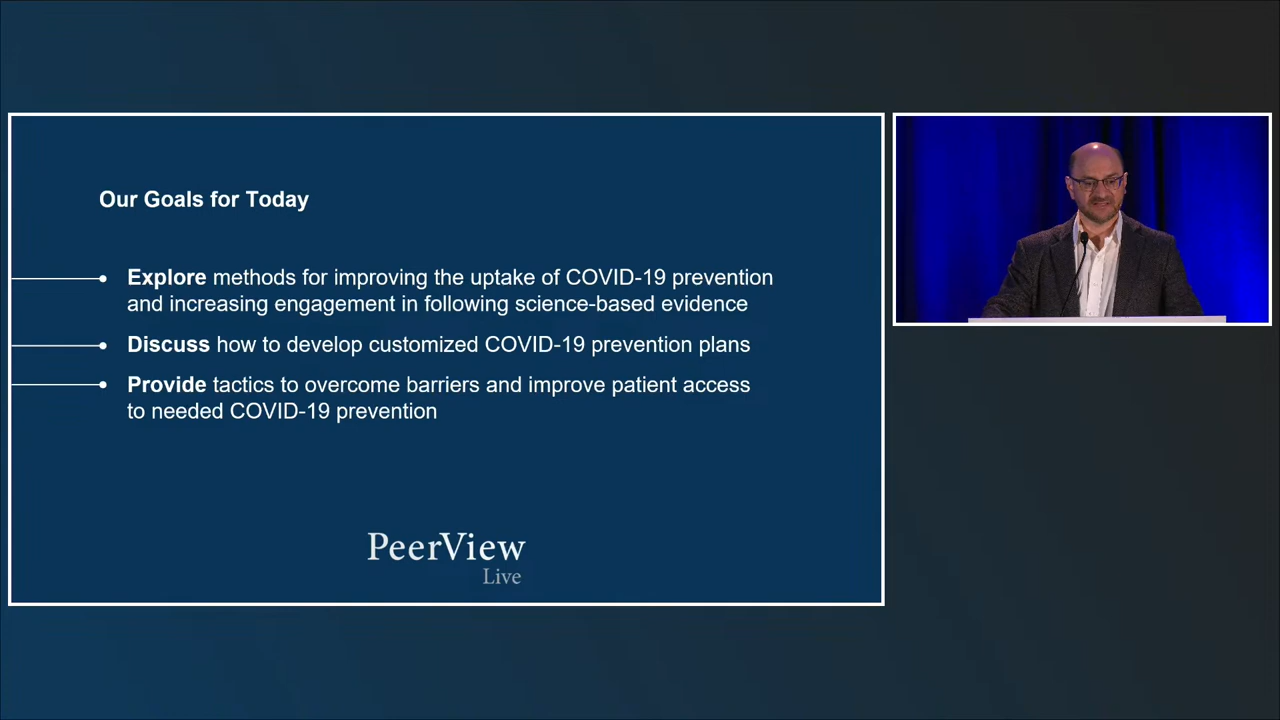 Our Goals for Today
Explore methods for improving the uptake of COVID-19 prevention
and increasing engagement in following science-based evidence
Discuss how to develop customized COVID-19 prevention plans
Provide tactics to overcome barriers and improve patient access
to needed COVID-19 prevention
PeerView
Live